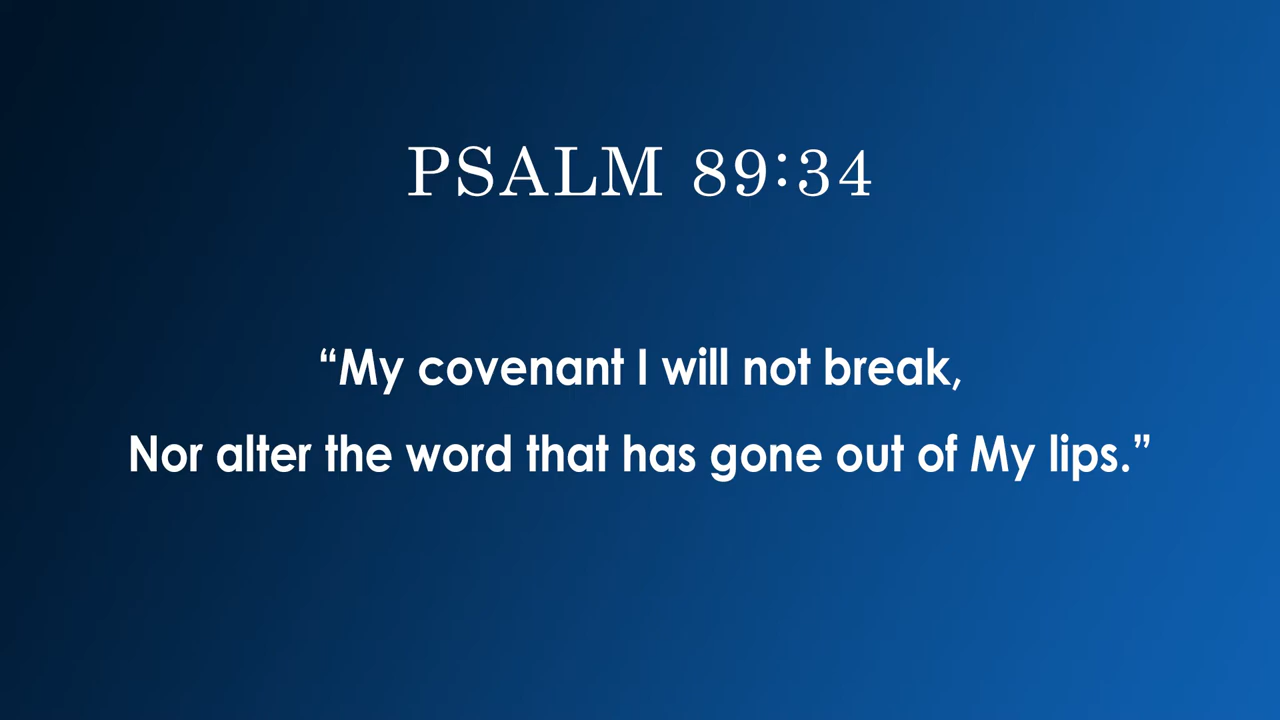 PSALM 89:34
“My covenant I will not break,
Nor alter the word that has gone out of My lips.”